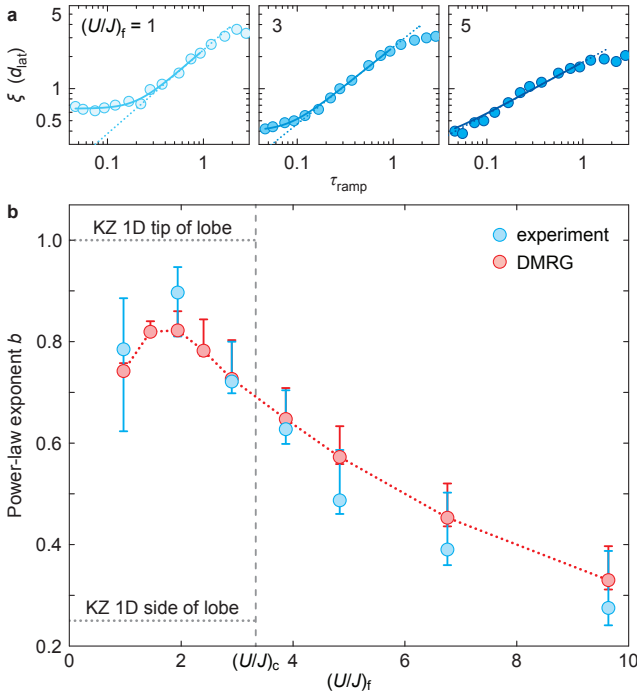 a
(U/J)f = 1
3
5
ξ (dlat)
5
1
0.5
0.1
1
0.1
1
0.1
1
τramp
b
KZ 1D tip of lobe
experiment
DMRG
Power-law exponent b
1.0
0.8
0.6
0.4
0.2
KZ 1D side of lobe
0
2
(U/J)c
4
6
8
10
(U/J)f